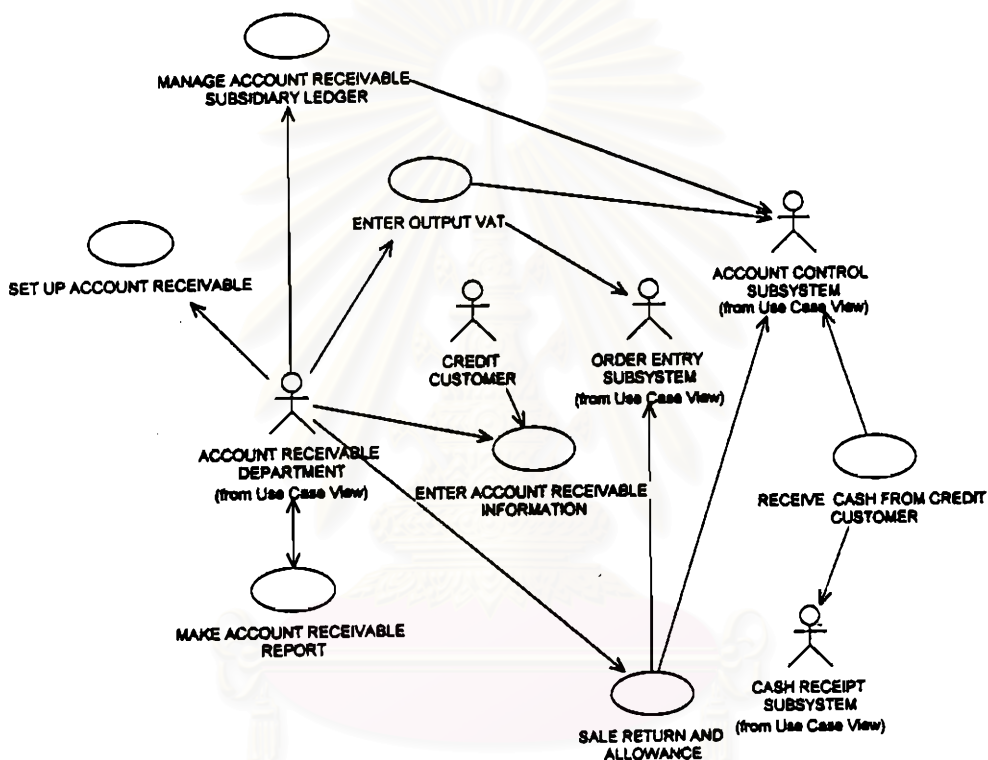 MANAGE ACCOUNT RECEIVABLE
SUBSIDIARY LEDGER
ENTER OUTPUT VAT
SET UP ACCOUNT RECEIVABLE
ACCOUNT CONTROL
SUBSYSTEM
(from Use Case View)
CREDIT
CUSTOMER
ORDER ENTRY
SUBSYSTEM
(from Use Case View)
ACCOUNT RECEIVABLE
DEPARTMENT
(from Use Case View)
ENTER ACCOUNT RECEIVABLE
INFORMATION
RECEIVE CASH FROM CREDIT
CUSTOMER
MAKE ACCOUNT RECEIVABLE
REPORT
CASH RECEIPT
SUBSYSTEM
(from Use Case View)
SALE RETURN AND
ALLOWANCE